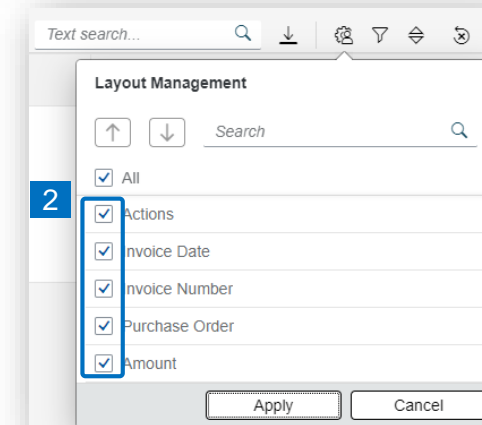 Text search...
Layout Management
Search
All
2
Actions
Invoice Date
Invoice Number
Purchase Order
Amount
Apply Cancel